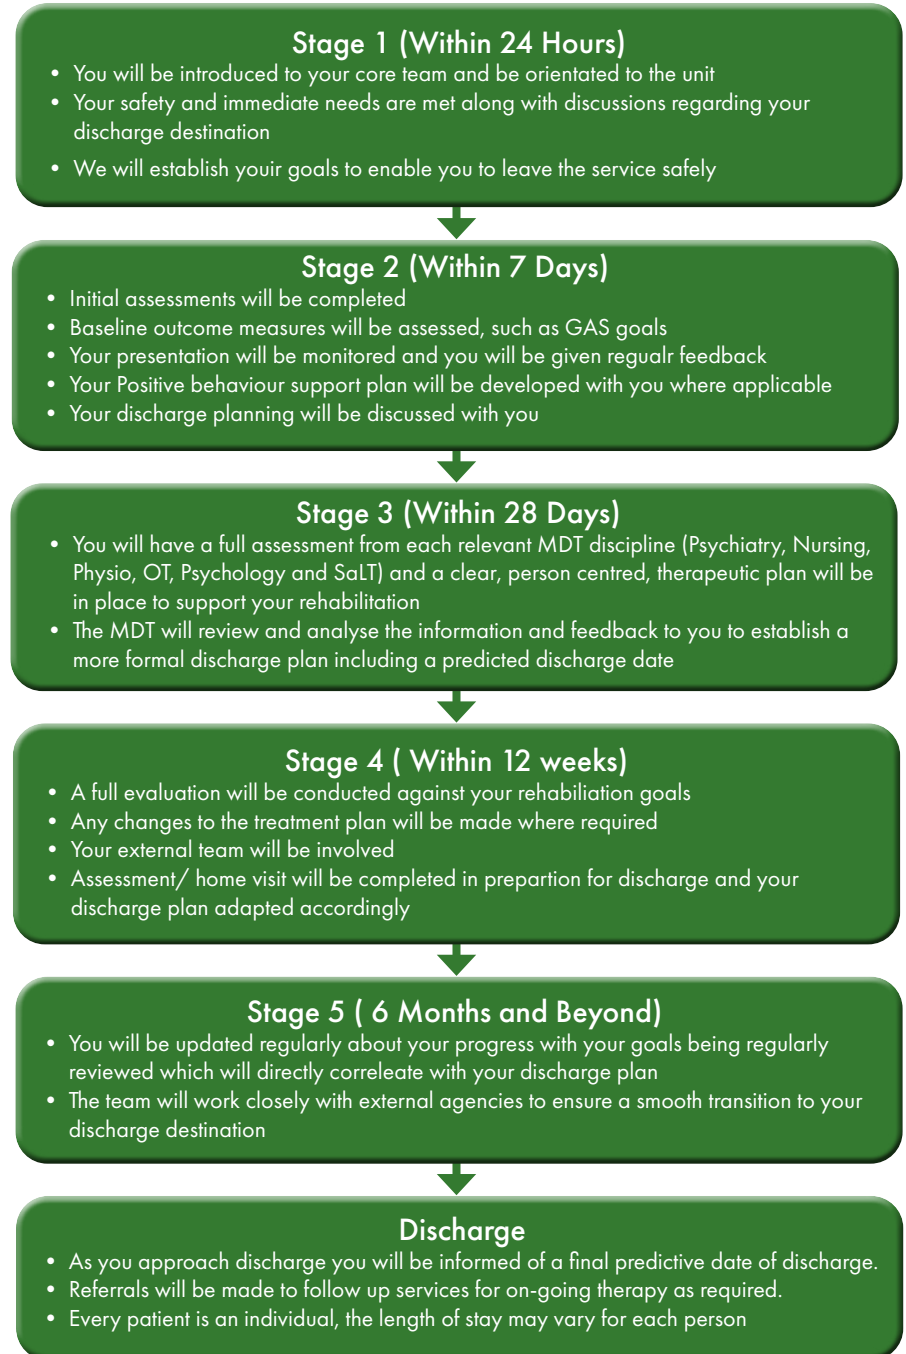 Stage 1 (Within 24 Hours)
• You will be introduced to your core team and be orientated to the unit
• Your safety and immediate needs are met along with discussions regarding your
discharge destination
• We will establish youir goals to enable you to leave the service safely
Stage 2 (Within 7 Days)
• Initial assessments will be completed
• Baseline outcome measures will be assessed, such as GAS goals
• Your presentation will be monitored and you will be given regualr feedback
• Your Positive behaviour support plan will be developed with you where applicable
• Your discharge planning will be discussed with you
Stage 3 (Within 28 Days)
• You will have a full assessment from each relevant MDT discipline (Psychiatry, Nursing,
Physio, OT, Psychology and SaLT) and a clear, person centred, therapeutic plan will be
in place to support your rehabilitation
• The MDT will review and analyse the information and feedback to you to establish a
more formal discharge plan including a predicted discharge date
Stage 4 ( Within 12 weeks)
• A full evaluation will be conducted against your rehabiliation goals
• Any changes to the treatment plan will be made where required
• Your external team will be involved
• Assessment/ home visit will be completed in prepartion for discharge and your
discharge plan adapted accordingly
Stage 5 ( 6 Months and Beyond)
• You will be updated regularly about your progress with your goals being regularly
reviewed which will directly correleate with your discharge plan
• The team will work closely with external agencies to ensure a smooth transition to your
discharge destination
Discharge
• As you approach discharge you will be informed of a final predictive date of discharge.
• Referrals will be made to follow up services for on-going therapy as required.
• Every patient is an individual, the length of stay may vary for each person